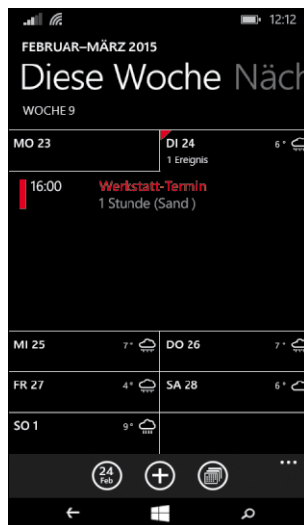 12:12
FEBRUAR–MÄRZ 2015
Diese Woche Näch
WOCHE 9
MO 23
DI 24 6°
1 Ereignis
16:00 Werkstatt-Termin
1 Stunde (Sand )
MI 25 7°
DO 26 7°
FR 27 4°
SA 28 6°
SO 1 9°
24
Feb